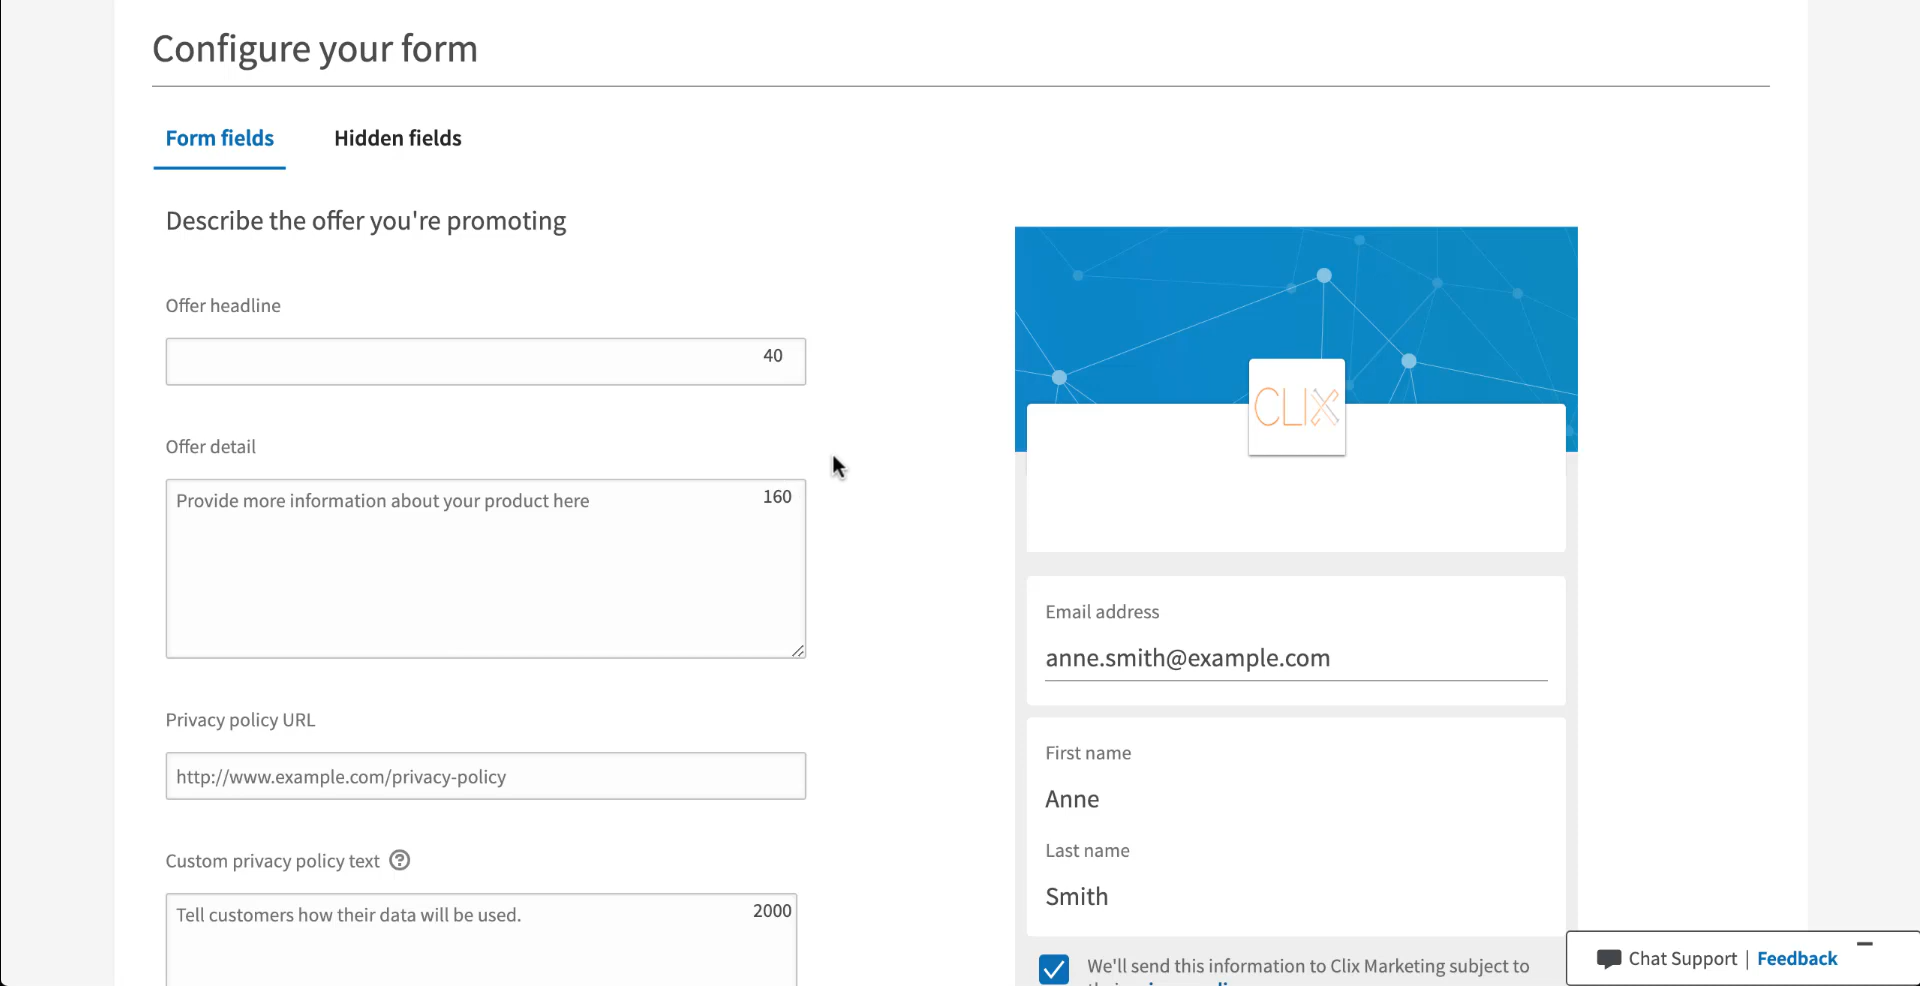 Configure your form
Form fields
Hidden fields
Describe the offer you're promoting
Offer headline
40
Offer detail
Provide more information about your product here
160
Privacy policy URL
http://www.example.com/privacy-policy
Custom privacy policy text ?
Tell customers how their data will be used.
2000
CLIX
Email address
anne.smith@example.com
First name
Anne
Last name
Smith
We'll send this information to Clix Marketing subject to
Chat Support | Feedback